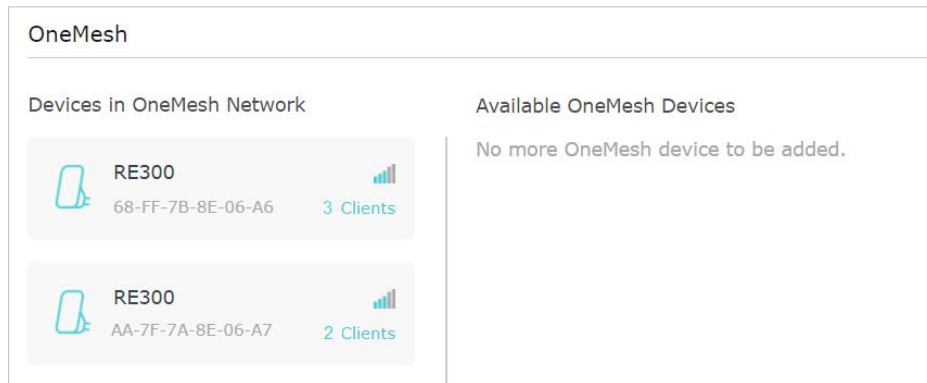 OneMesh
Devices in OneMesh Network
RE300
68-FF-7B-8E-06-A6
3 Clients
RE300
AA-7F-7A-8E-06-A7
2 Clients
Available OneMesh Devices
No more OneMesh device to be added.